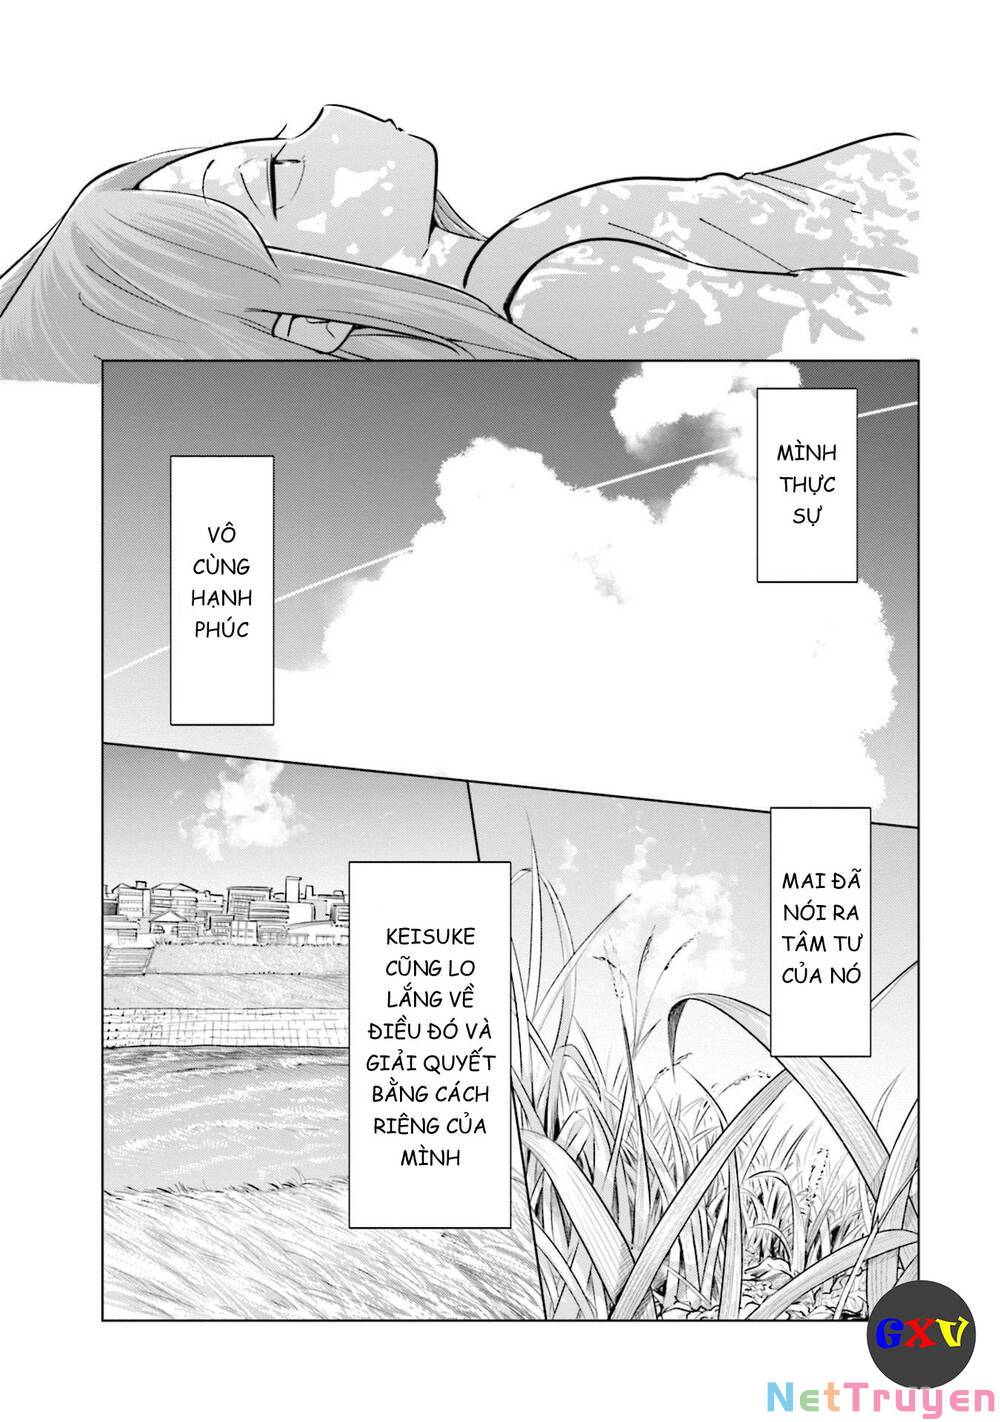 MÌNH
THỰC
SỰ
VÔ
CÙNG
HẠNH
PHÚC
MAI ĐÃ
NÓI RA
TÂM TƯ
CỦA NÓ
KEISUKE
CŨNG LO
LẮNG VỀ
ĐIỀU ĐÓ VÀ
GIẢI QUYẾT
BẰNG CÁCH
RIÊNG CỦA
MÌNH
GXV
NetTruyen